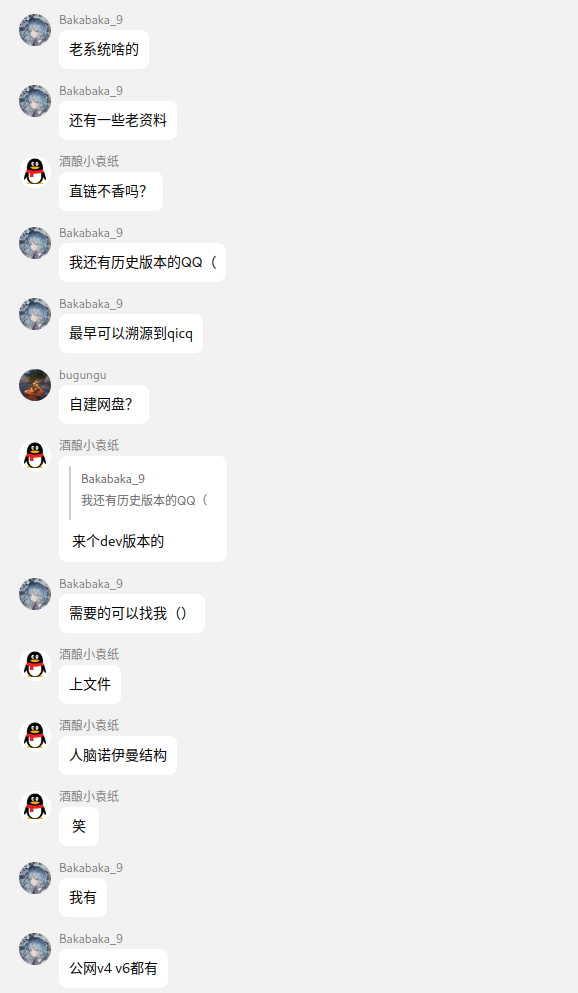 Bakabaka_9
老系统啥的
Bakabaka_9
还有一些老资料
酒酿小袁纸
直链不香吗？
Bakabaka_9
我还有历史版本的QQ（
Bakabaka_9
最早可以溯源到qicq
bugungu
自建网盘？
酒酿小袁纸
Bakabaka_9
我还有历史版本的QQ（
来个dev版本的
Bakabaka_9
需要的可以找我（）
酒酿小袁纸
上文件
酒酿小袁纸
人脑诺伊曼结构
酒酿小袁纸
笑
Bakabaka_9
我有
Bakabaka_9
公网v4 v6都有